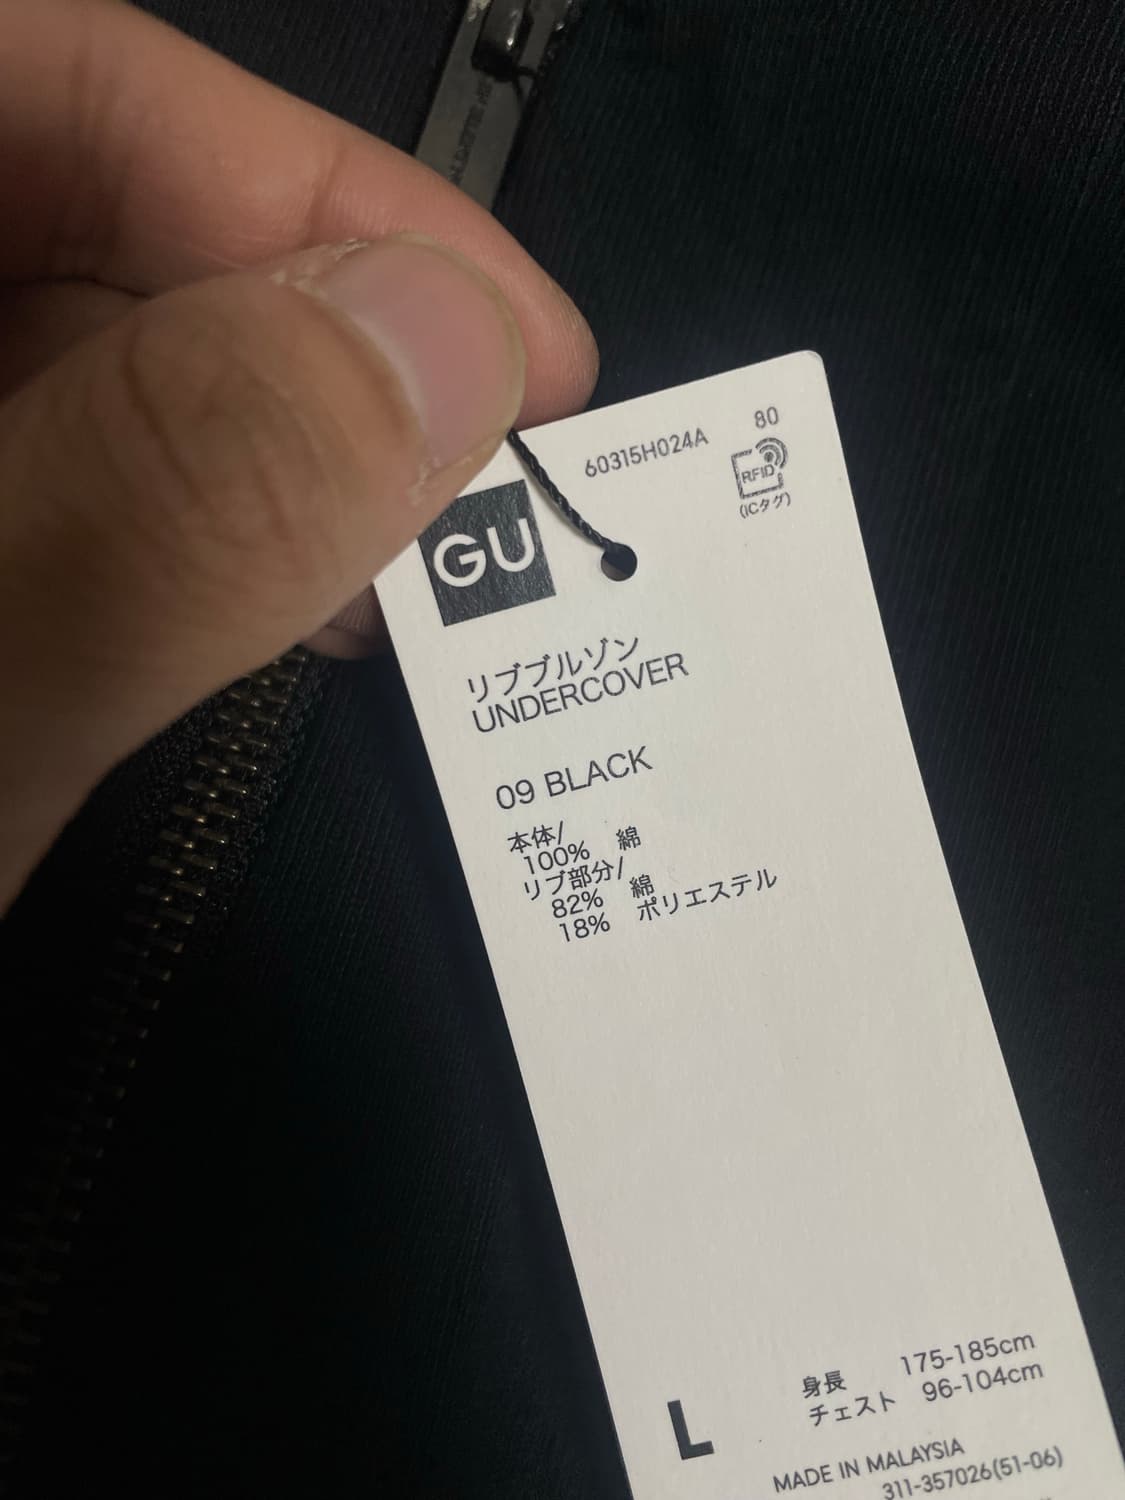 60315H024A
80
RFID
(ICタグ)
GU
リブブルゾン
UNDERCOVER
09 BLACK
本体/
100% 綿
リブ部分/
82% 綿
18% ポリエステル
身長 175-185cm
チェスト 96-104cm
L
MADE IN MALAYSIA
311-357026(51-06)